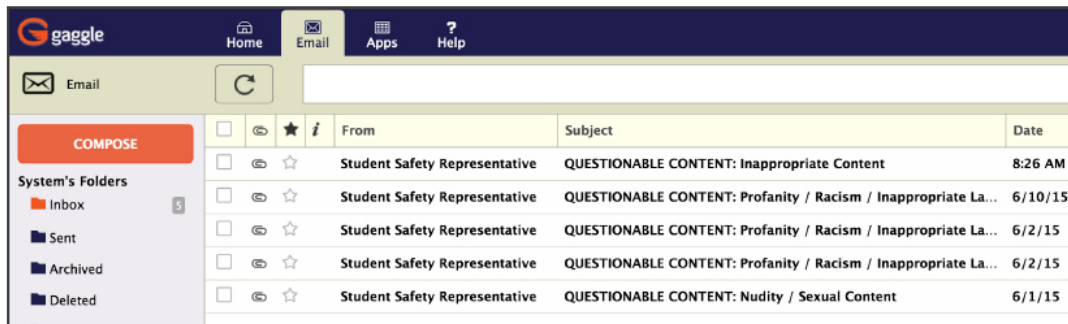 gaggle
Home Email Apps ? Help
Email
COMPOSE
System's Folders
Inbox 5
Sent
Archived
Deleted
i From Subject Date
Student Safety Representative QUESTIONABLE CONTENT: Inappropriate Content 8:26 AM
Student Safety Representative QUESTIONABLE CONTENT: Profanity / Racism / Inappropriate La... 6/10/15
Student Safety Representative QUESTIONABLE CONTENT: Profanity / Racism / Inappropriate La... 6/2/15
Student Safety Representative QUESTIONABLE CONTENT: Profanity / Racism / Inappropriate La... 6/2/15
Student Safety Representative QUESTIONABLE CONTENT: Nudity / Sexual Content 6/1/15